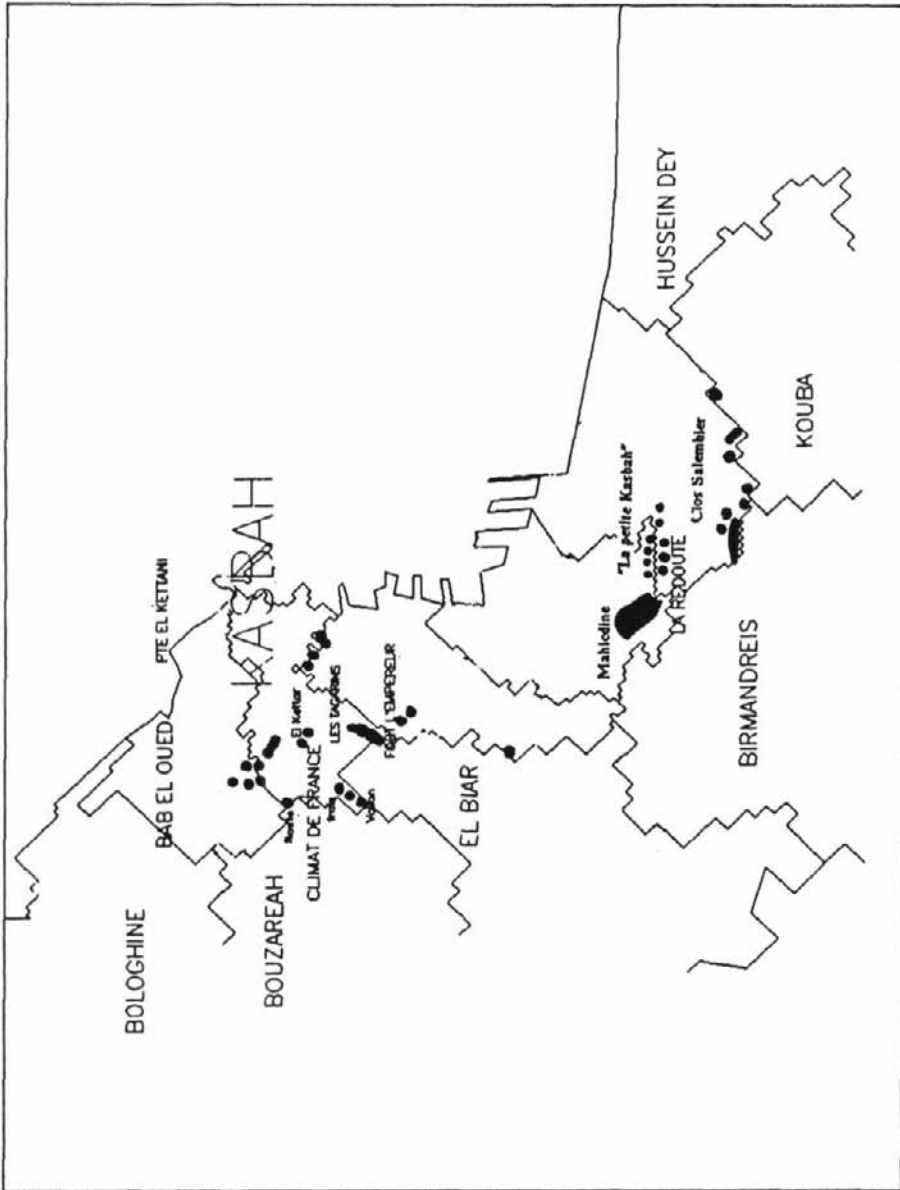 BOLOGHINE
BAB EL OUED
PTE EL KETTANI
BOUZAREAH
KASBAH
El Kettar
CLIMAT DE FRANCE
LES TAGARINS
FORT L'EMPEREUR
EL BIAR
HUSSEIN DEY
"La petite Kasbah"
Mahiedine
LA REDOUTE
Clos Salembier
KOUBA
BIRMANDREIS